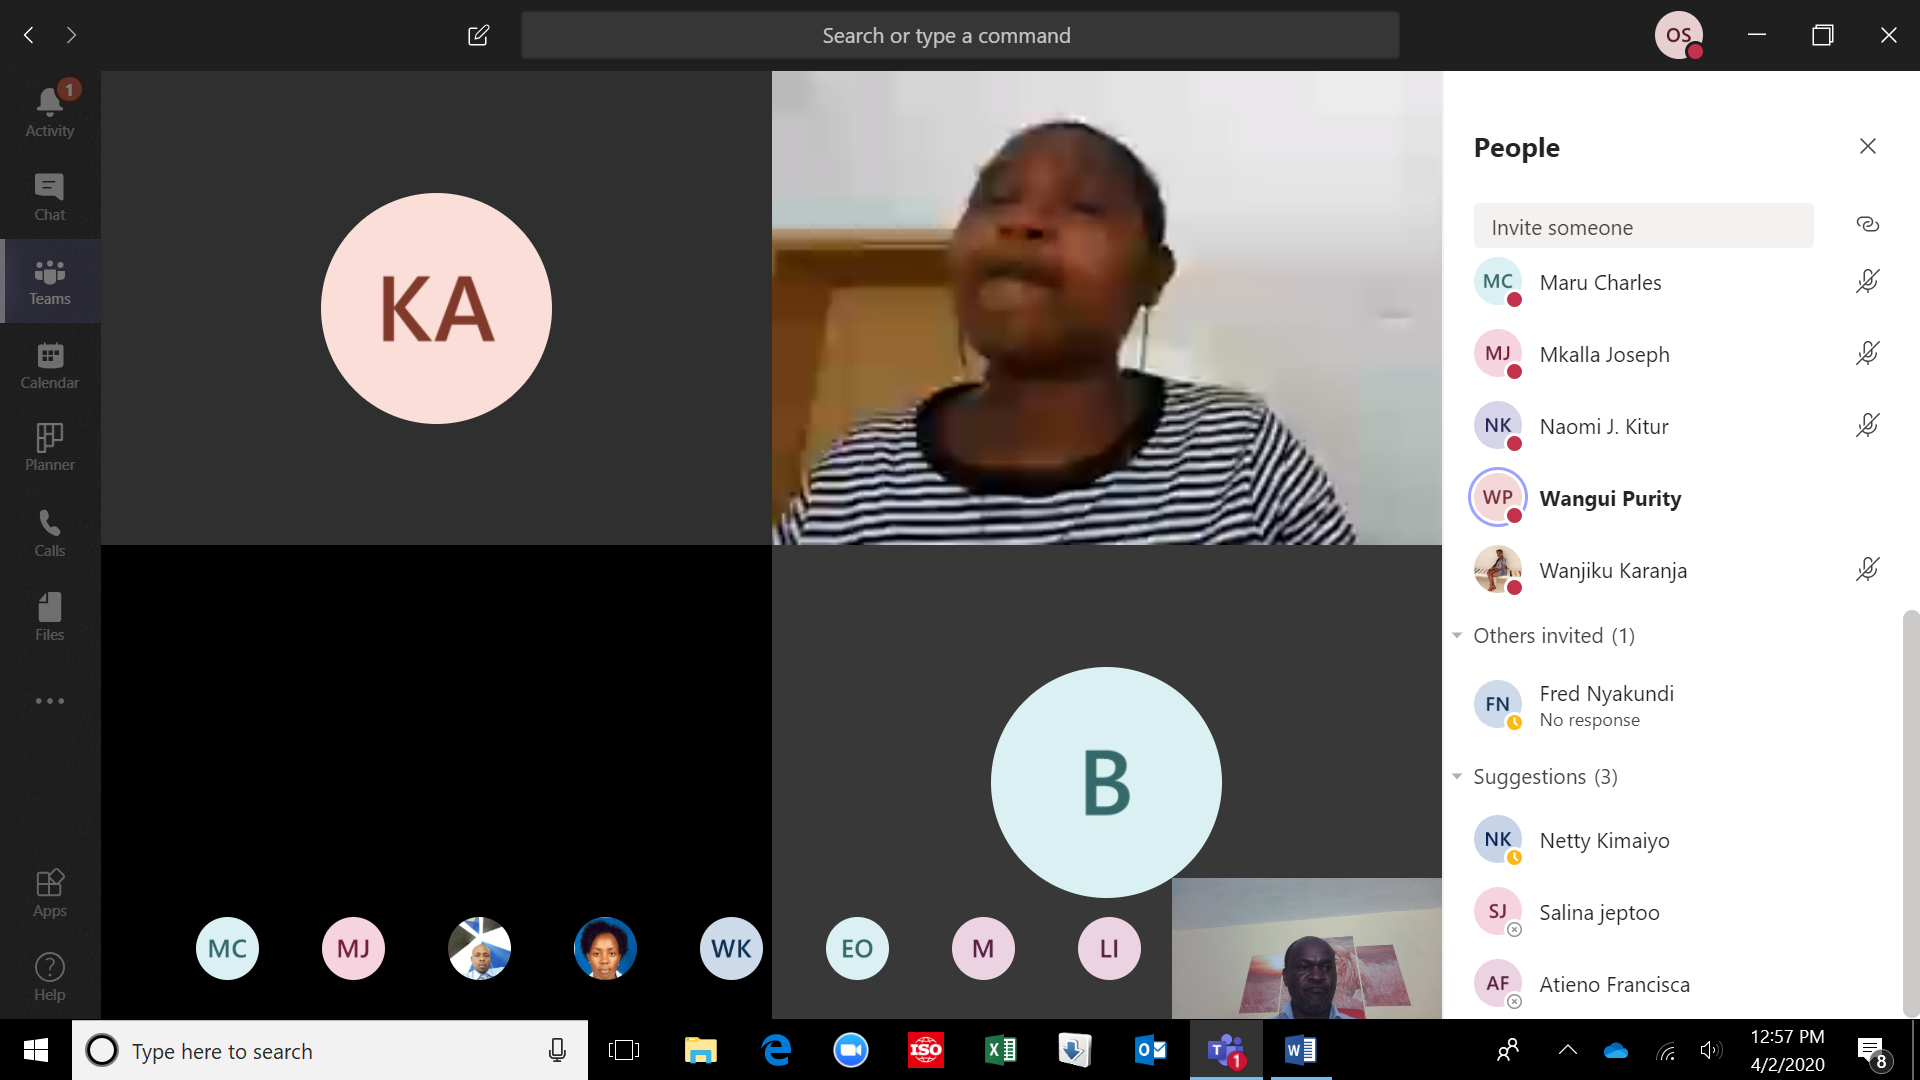 Search or type a command
OS
1
Activity
Chat
Teams
Calendar
Planner
Calls
Files
Apps
Help
KA
B
MC
MJ
WK
EO
M
LI
People
Invite someone
MC Maru Charles
MJ Mkalla Joseph
NK Naomi J. Kitur
WP Wangui Purity
Wanjiku Karanja
Others invited (1)
FN Fred Nyakundi
No response
Suggestions (3)
NK Netty Kimaiyo
SJ Salina jeptoo
AF Atieno Francisca
Type here to search
ISO
X
O
T 1
W
12:57 PM
4/2/2020
8